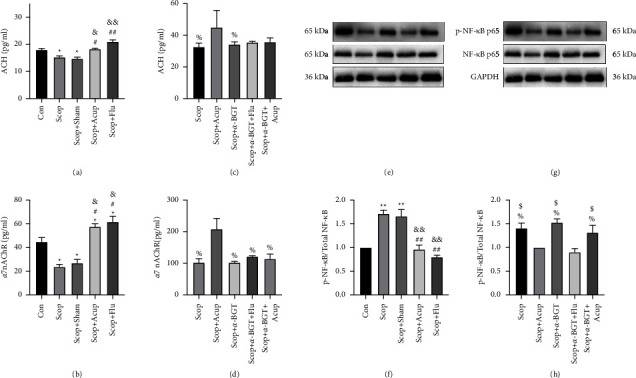 ACH (pg/ml)
25
20
15
10
5
0
*
*
&
#
&&
##
Con
Scop
Scop+Sham
Scop+Acup
Scop+Flu
(a)
ACH (pg/ml)
80
60
40
20
0
%
%
Scop
Scop+Acup
Scop+α-BGT
Scop+α-BGT+Flu
Scop+α-BGT+
Acup
(c)
65 kDa
65 kDa
36 kDa
(e)
p-NF-κB p65
NF-κB p65
GAPDH
65 kDa
65 kDa
36 kDa
(g)
α7nAChR(pg/ml)
80
60
40
20
0
*
*
&
#
*
&
#
*
Con
Scop
Scop+Sham
Scop+Acup
Scop+Flu
(b)
α7 nAChR(pg/ml)
300
200
100
0
%
%
%
%
Scop
Scop+Acup
Scop+α-BGT
Scop+α-BGT+Flu
Scop+α-BGT+
Acup
(d)
p-NF-κB/Total NF-κB
2.0
1.5
1.0
0.5
0.0
**
**
&&
##
&&
##
Con
Scop
Scop+Sham
Scop+Acup
Scop+Flu
(f)
p-NF-κB/Total NF-κB
2.0
1.5
1.0
0.5
0.0
$
%
$
%
$
%
Scop
Scop+Acup
Scop+α-BGT
Scop+α-BGT+Flu
Scop+α-BGT+
Acup
(h)